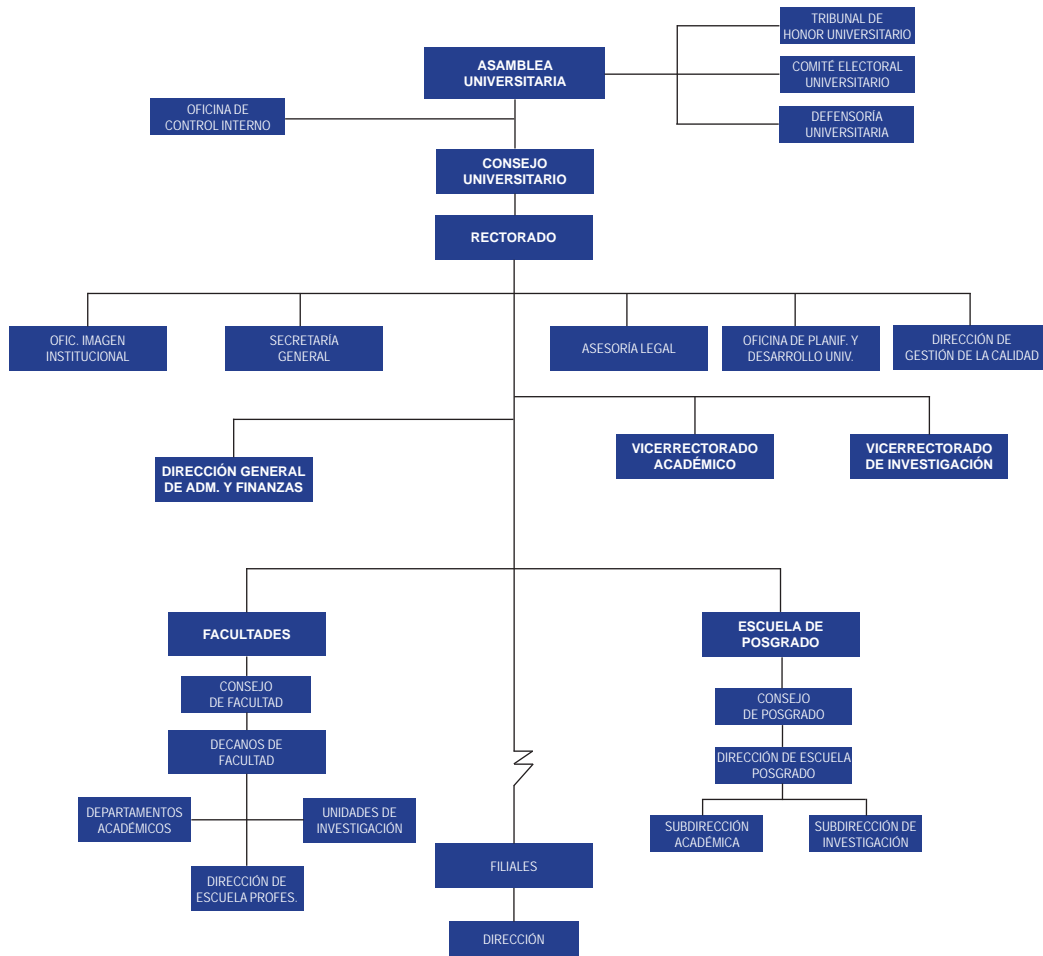 TRIBUNAL DE
HONOR UNIVERSITARIO
ASAMBLEA
UNIVERSITARIA
COMITÉ ELECTORAL
UNIVERSITARIO
OFICINA DE
CONTROL INTERNO
DEFENSORÍA
UNIVERSITARIA
CONSEJO
UNIVERSITARIO
RECTORADO
OFIC. IMAGEN
INSTITUCIONAL
SECRETARÍA
GENERAL
ASESORÍA LEGAL
OFICINA DE PLANIF. Y
DESARROLLO UNIV.
DIRECCIÓN DE
GESTIÓN DE LA CALIDAD
DIRECCIÓN GENERAL
DE ADM. Y FINANZAS
VICERRECTORADO
ACADÉMICO
VICERRECTORADO
DE INVESTIGACIÓN
FACULTADES
ESCUELA DE
POSGRADO
CONSEJO
DE FACULTAD
CONSEJO
DE POSGRADO
DECANOS DE
FACULTAD
DIRECCIÓN DE ESCUELA
POSGRADO
DEPARTAMENTOS
ACADÉMICOS
UNIDADES DE
INVESTIGACIÓN
SUBDIRECCIÓN
ACADÉMICA
SUBDIRECCIÓN DE
INVESTIGACIÓN
DIRECCIÓN DE
ESCUELA PROFES.
FILIALES
DIRECCIÓN